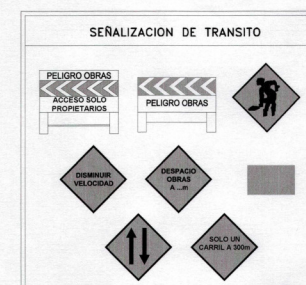 SEÑALIZACION DE TRANSITO
PELIGRO OBRAS
ACCESO SOLO
PROPIETARIOS
PELIGRO OBRAS
DISMINUIR
VELOCIDAD
DESPACIO
OBRAS
A ...m
SOLO UN
CARRIL A 300m